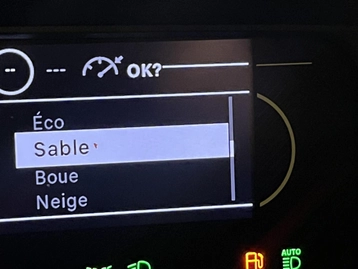 -- --- OK?
Éco
Sable
Boue
Neige
AUTO